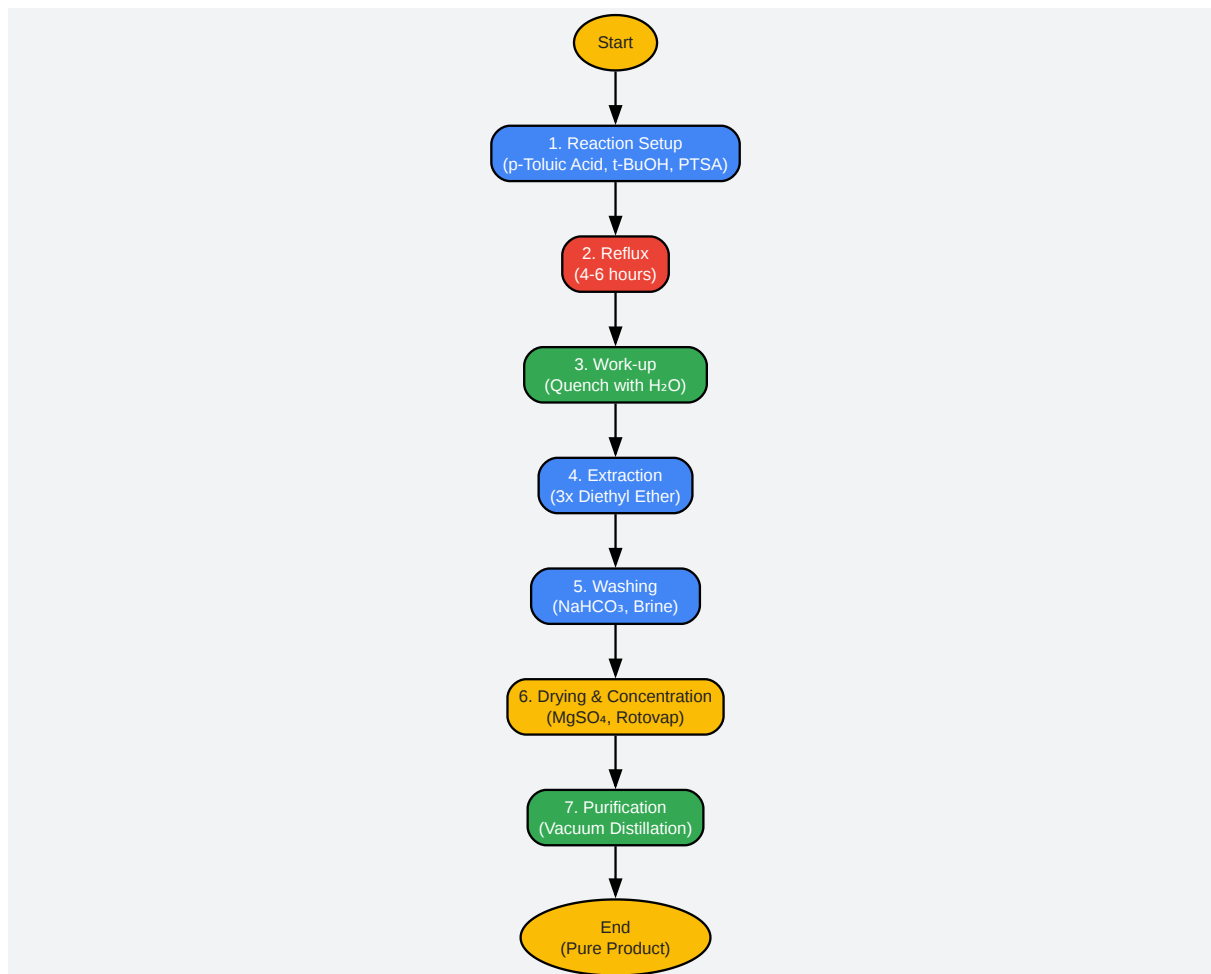 Start
1. Reaction Setup
(p-Toluic Acid, t-BuOH, PTSA)
2. Reflux
(4-6 hours)
3. Work-up
(Quench with H₂O)
4. Extraction
(3x Diethyl Ether)
5. Washing
(NaHCO₃, Brine)
6. Drying & Concentration
(MgSO₄, Rotovap)
7. Purification
(Vacuum Distillation)
End
(Pure Product)